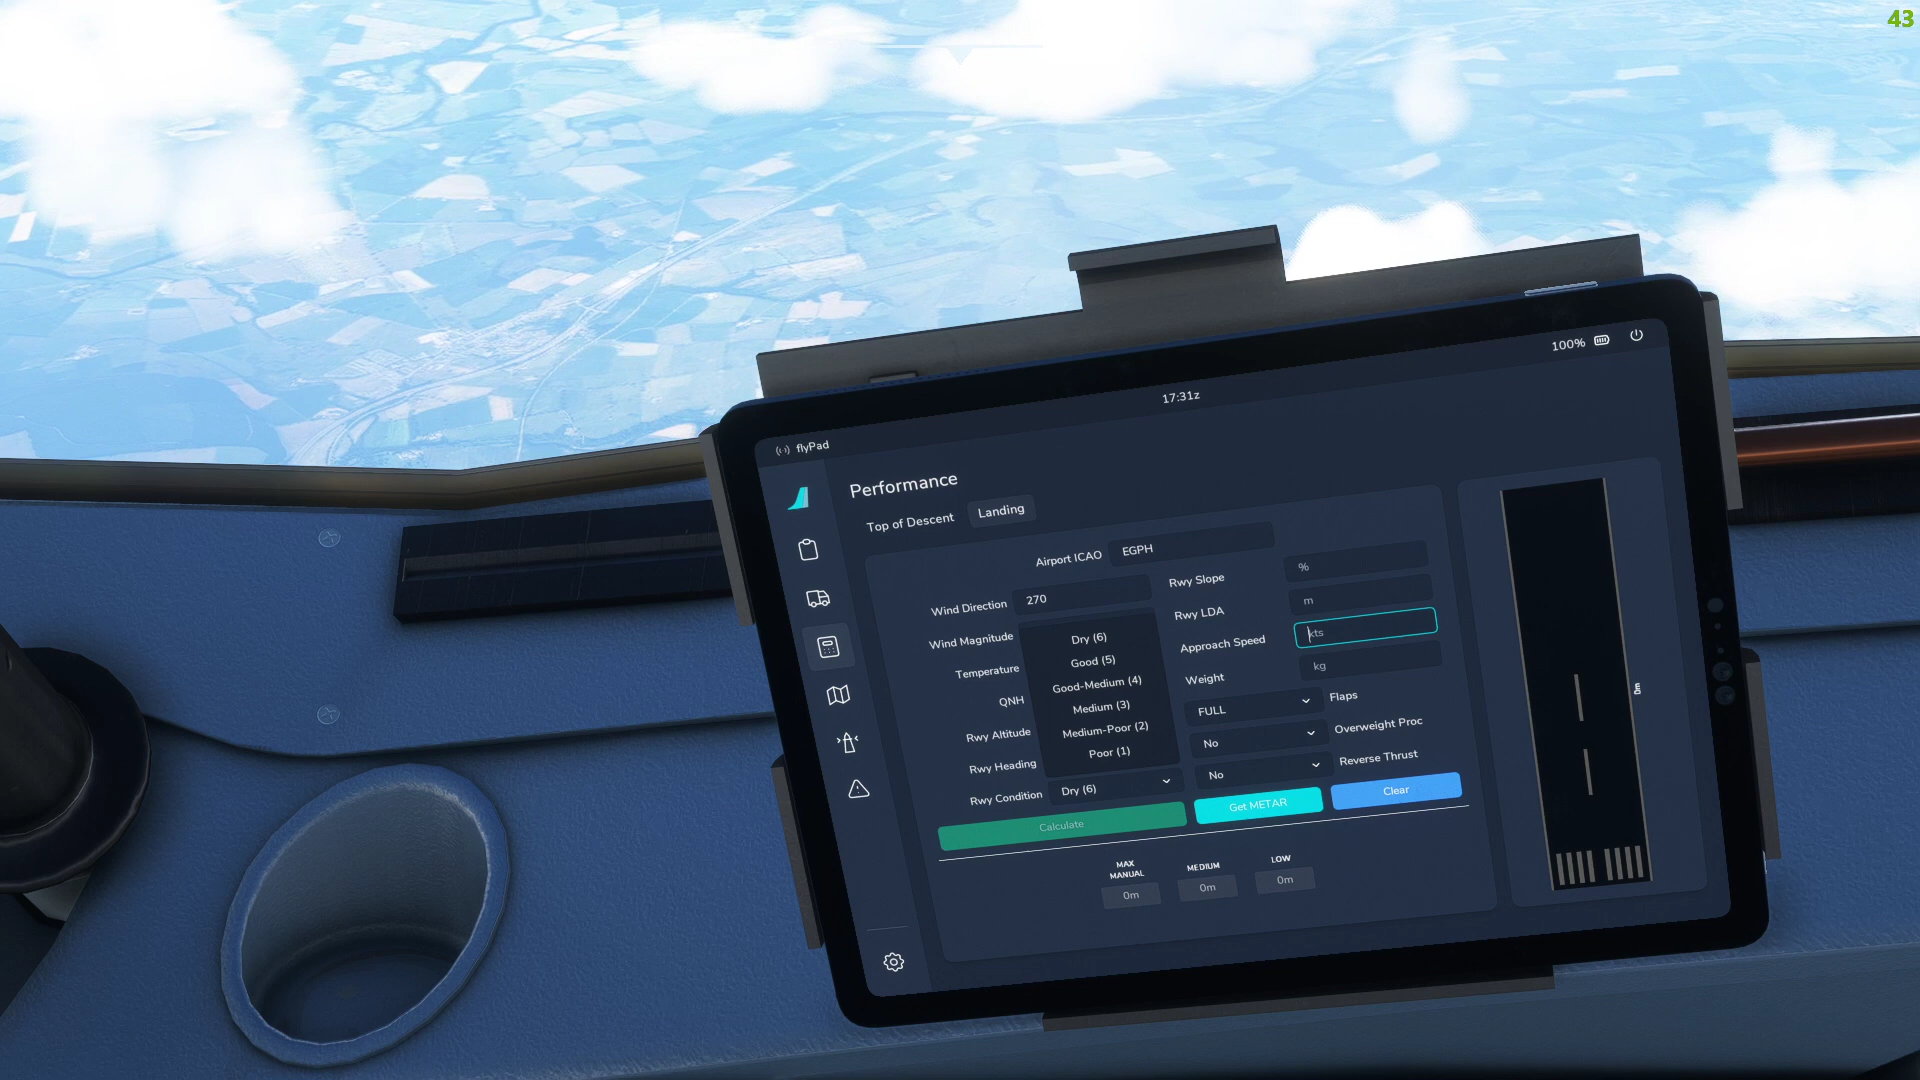 43
100%
17:31z
flyPad
Performance
Top of Descent
Landing
Airport ICAO
EGPH
Wind Direction
270
Wind Magnitude
Temperature
QNH
Rwy Altitude
Rwy Heading
Rwy Condition
Dry (6)
Good (5)
Good-Medium (4)
Medium (3)
Medium-Poor (2)
Poor (1)
Dry (6)
Rwy Slope
%
Rwy LDA
m
Approach Speed
kts
Weight
kg
FULL
Flaps
No
Overweight Proc
No
Reverse Thrust
Calculate
Get METAR
Clear
MAX
MANUAL
0m
MEDIUM
0m
LOW
0m
0m